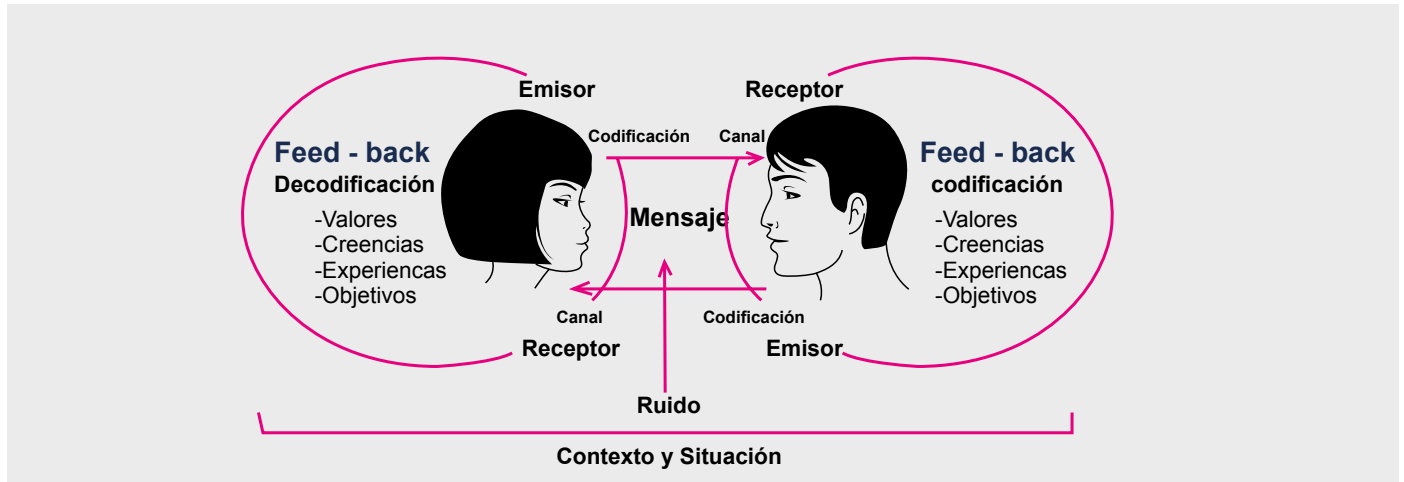 Emisor
Receptor
Codificación
Canal
Feed - back
Decodificación
-Valores
-Creencias
-Experiencas
-Objetivos
Mensaje
Feed - back
codificación
-Valores
-Creencias
-Experiencas
-Objetivos
Canal
Codificación
Receptor
Emisor
Ruido
Contexto y Situación